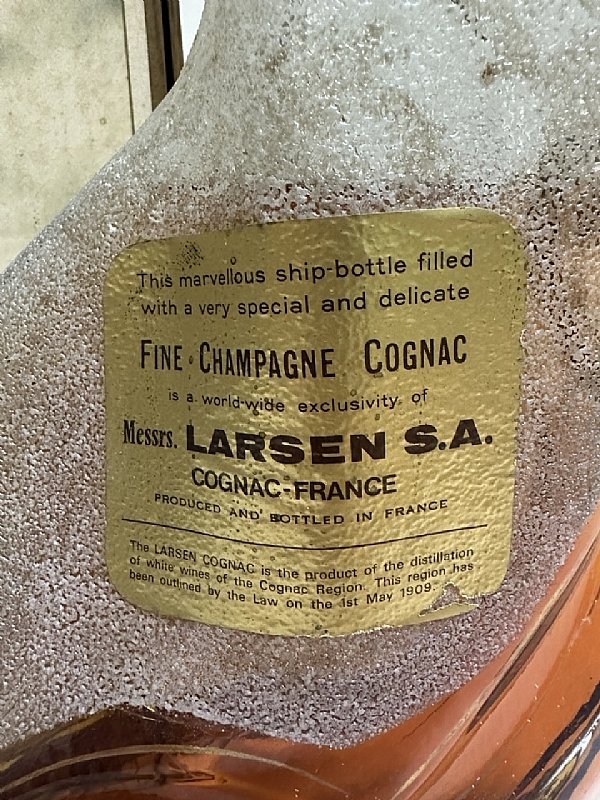 This marvellous ship-bottle filled
with a very special and delicate
FINE CHAMPAGNE COGNAC
is a world-wide exclusivity of
Messrs. LARSEN S.A.
COGNAC-FRANCE
PRODUCED AND BOTTLED IN FRANCE
The LARSEN COGNAC is the product of the distillation
of white wines of the Cognac Region. This region has
been outlined by the Law on the 1st May 1909.